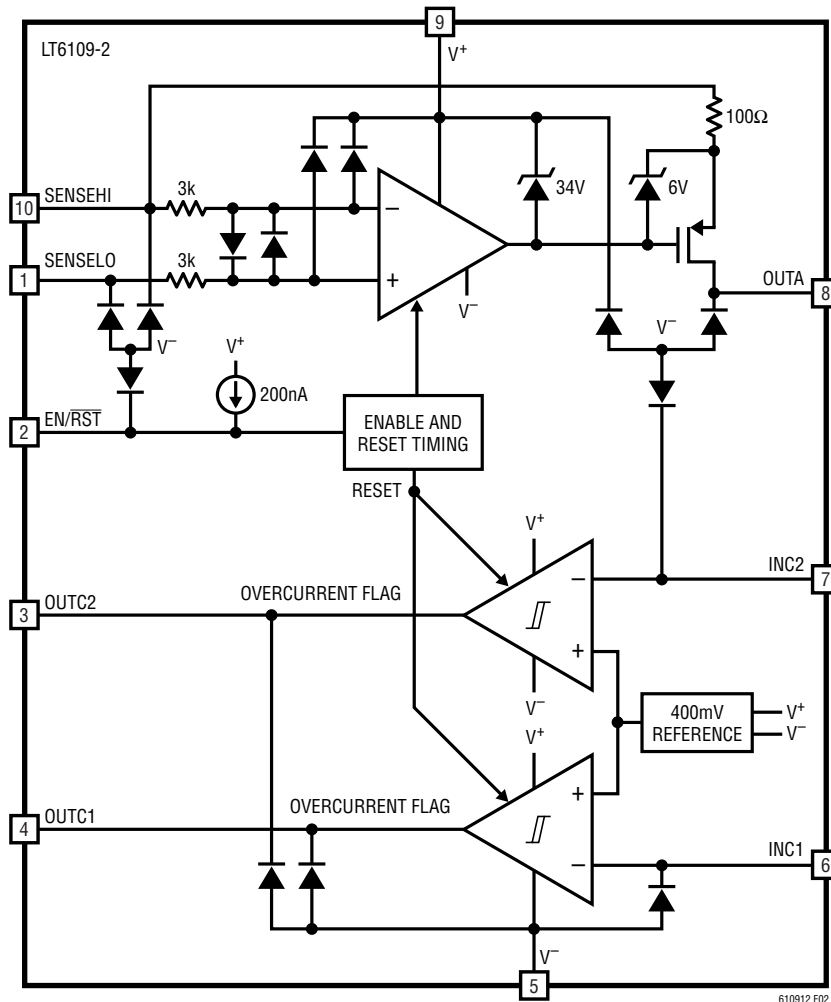 9
LT6109-2
V+
100Ω
34V
6V
3k
10 SENSEHI
−
3k
1 SENSELO
+
V−
OUTA 8
V−
V−
V+
200nA
2 EN/R̅S̅T̅
ENABLE AND
RESET TIMING
RESET
V+
INC2 7
−
OVERCURRENT FLAG
3 OUTC2
+
V−
400mV
REFERENCE
V+
V−
V+
OVERCURRENT FLAG
4 OUTC1
+
−
INC1 6
V−
5
610912 F02